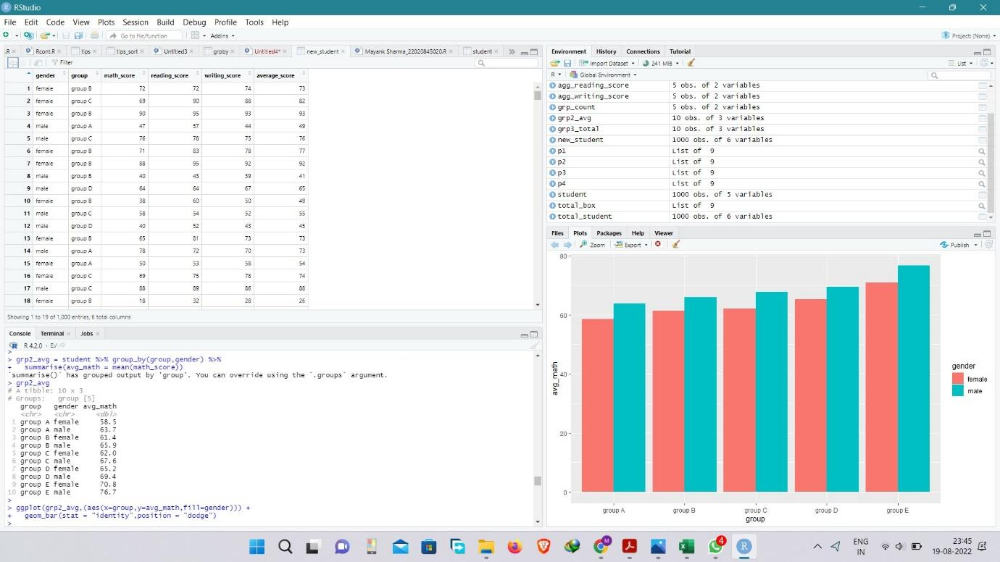 RStudio
File Edit Code View Plots Session Build Debug Profile Tools Help
Go to file/function Addins Project: (None)
.R Rcont.R tips tips_sort Untitled3 grpby Untitled4* new_student Mayank Sharma_22020845020.R student
Filter
gender group math_score reading_score writing_score average_score
1 female group B 72 72 74 73
2 female group C 69 90 88 82
3 female group B 90 95 93 93
4 male group A 47 57 44 49
5 male group C 76 78 75 76
6 female group B 71 83 78 77
7 female group B 88 95 92 92
8 male group B 40 43 39 41
9 male group D 64 64 67 65
10 female group B 38 60 50 49
11 male group C 58 54 52 55
12 male group D 40 52 43 45
13 female group B 65 81 73 73
14 male group A 78 72 70 73
15 female group A 50 53 58 54
16 female group C 69 75 78 74
17 male group C 88 89 86 88
18 female group B 18 32 28 26
Showing 1 to 19 of 1,000 entries, 6 total columns
Console Terminal Jobs
R 4.2.0 · E:/
>
> grp2_avg = student %>% group_by(group,gender) %>%
+ summarise(avg_math = mean(math_score))
`summarise()` has grouped output by 'group'. You can override using the `.groups` argument.
> grp2_avg
# A tibble: 10 x 3
# Groups: group [5]
group gender avg_math
<chr> <chr> <dbl>
1 group A female 58.5
2 group A male 63.7
3 group B female 61.4
4 group B male 65.9
5 group C female 62.0
6 group C male 67.6
7 group D female 65.2
8 group D male 69.4
9 group E female 70.8
10 group E male 76.7
>
> ggplot(grp2_avg,(aes(x=group,y=avg_math,fill=gender))) +
+ geom_bar(stat = "identity",position = "dodge")
>
Environment History Connections Tutorial
Import Dataset 241 MiB List
R Global Environment
agg_reading_score 5 obs. of 2 variables
agg_writing_score 5 obs. of 2 variables
grp_count 5 obs. of 2 variables
grp2_avg 10 obs. of 3 variables
grp3_total 10 obs. of 3 variables
new_student 1000 obs. of 6 variables
p1 List of 9
p2 List of 9
p3 List of 9
p4 List of 9
student 1000 obs. of 5 variables
total_box List of 9
total_student 1000 obs. of 6 variables
Files Plots Packages Help Viewer
Zoom Export Publish
80
60
40
20
0
avg_math
group A group B group C group D group E
group
gender
female
male
M 4 R ENG IN 23:45
19-08-2022